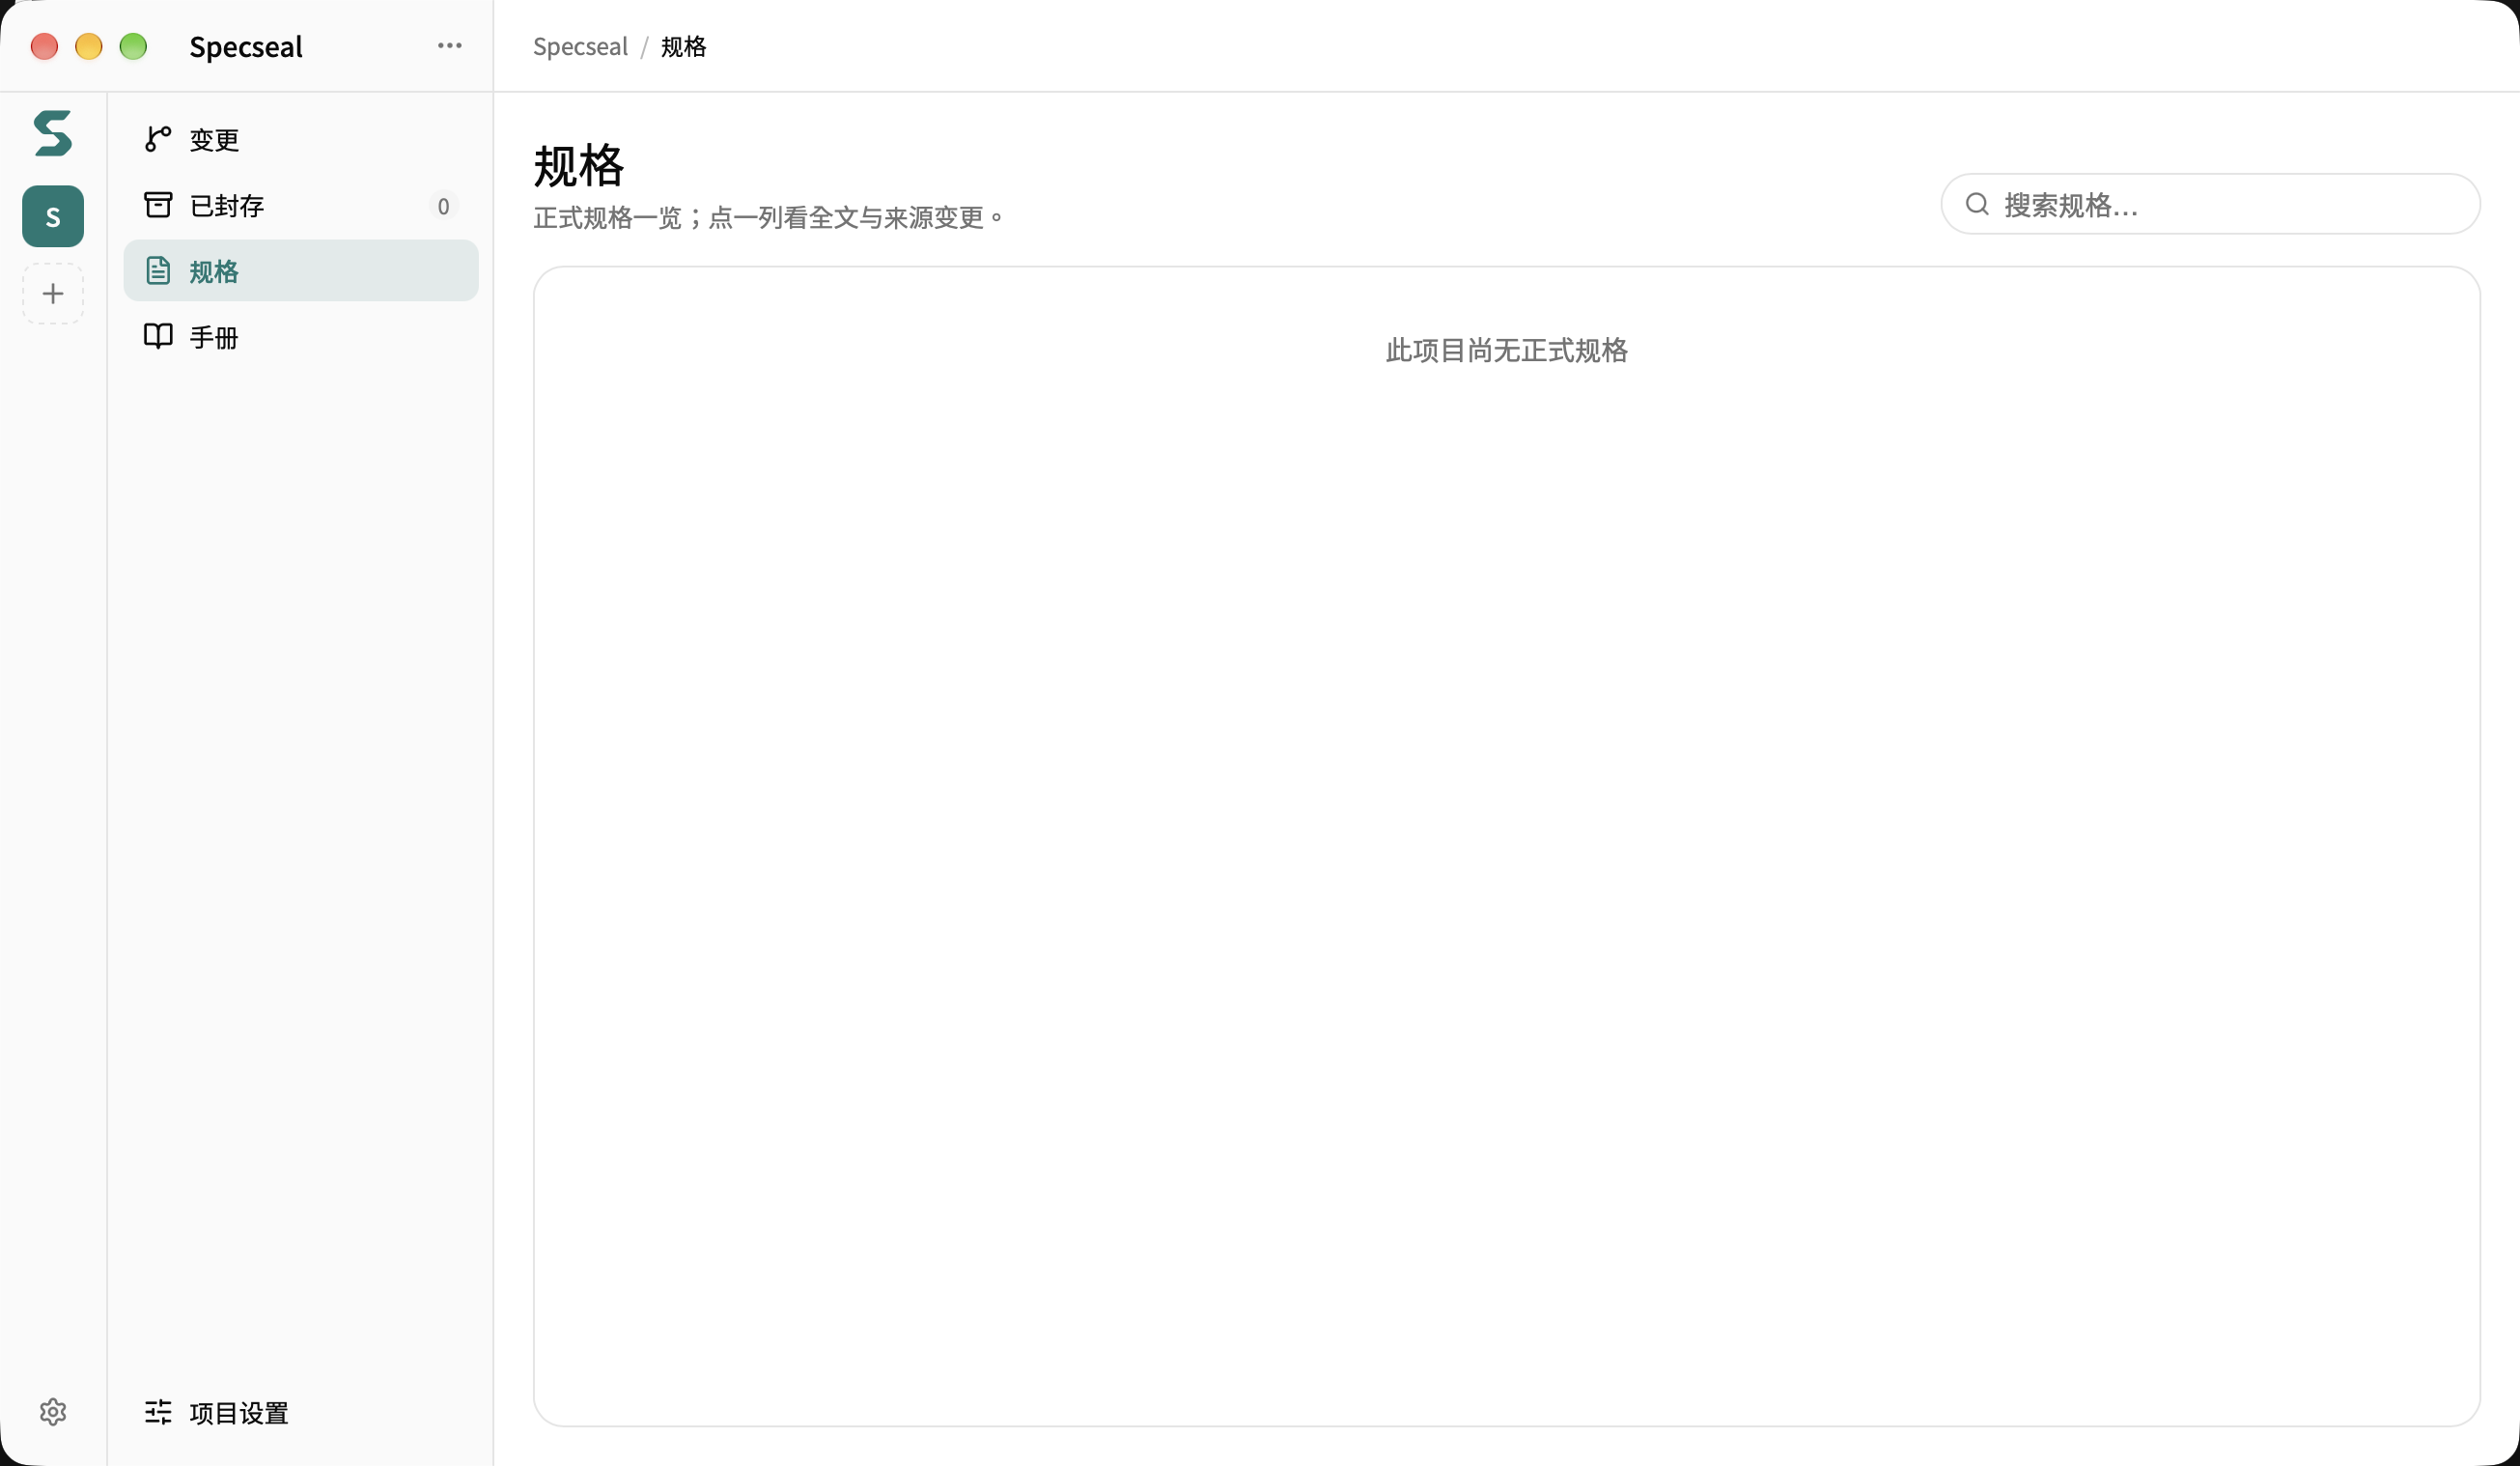 Specseal
Specseal / 规格
S
变更
已封存 0
规格
手册
项目设置
规格
正式规格一览；点一列看全文与来源变更。
搜索规格…
此项目尚无正式规格